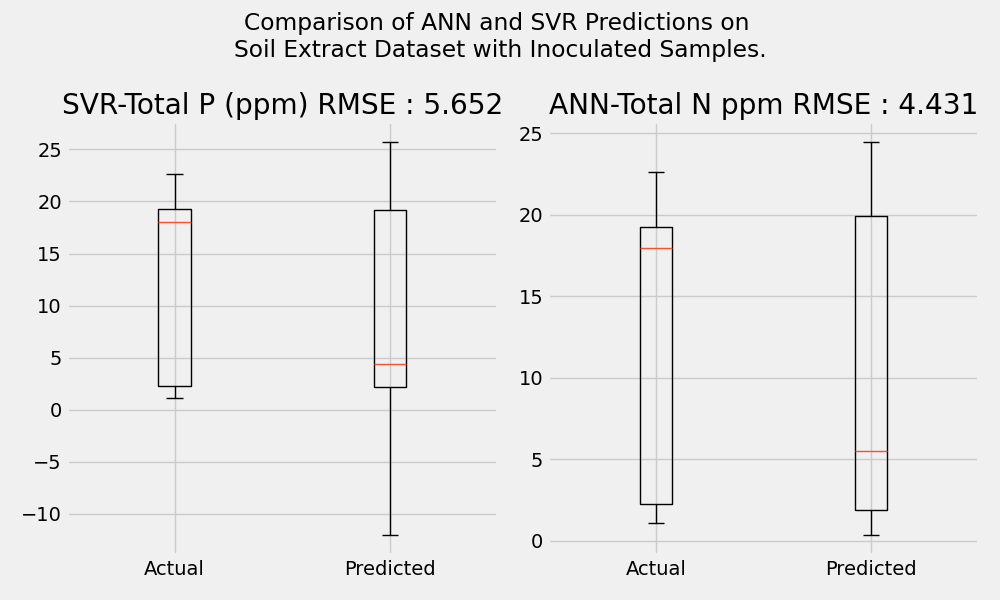 Comparison of ANN and SVR Predictions on
Soil Extract Dataset with Inoculated Samples.
SVR-Total P (ppm) RMSE : 5.652
25
20
15
10
5
0
−5
−10
Actual
Predicted
ANN-Total N ppm RMSE : 4.431
25
20
15
10
5
0
Actual
Predicted